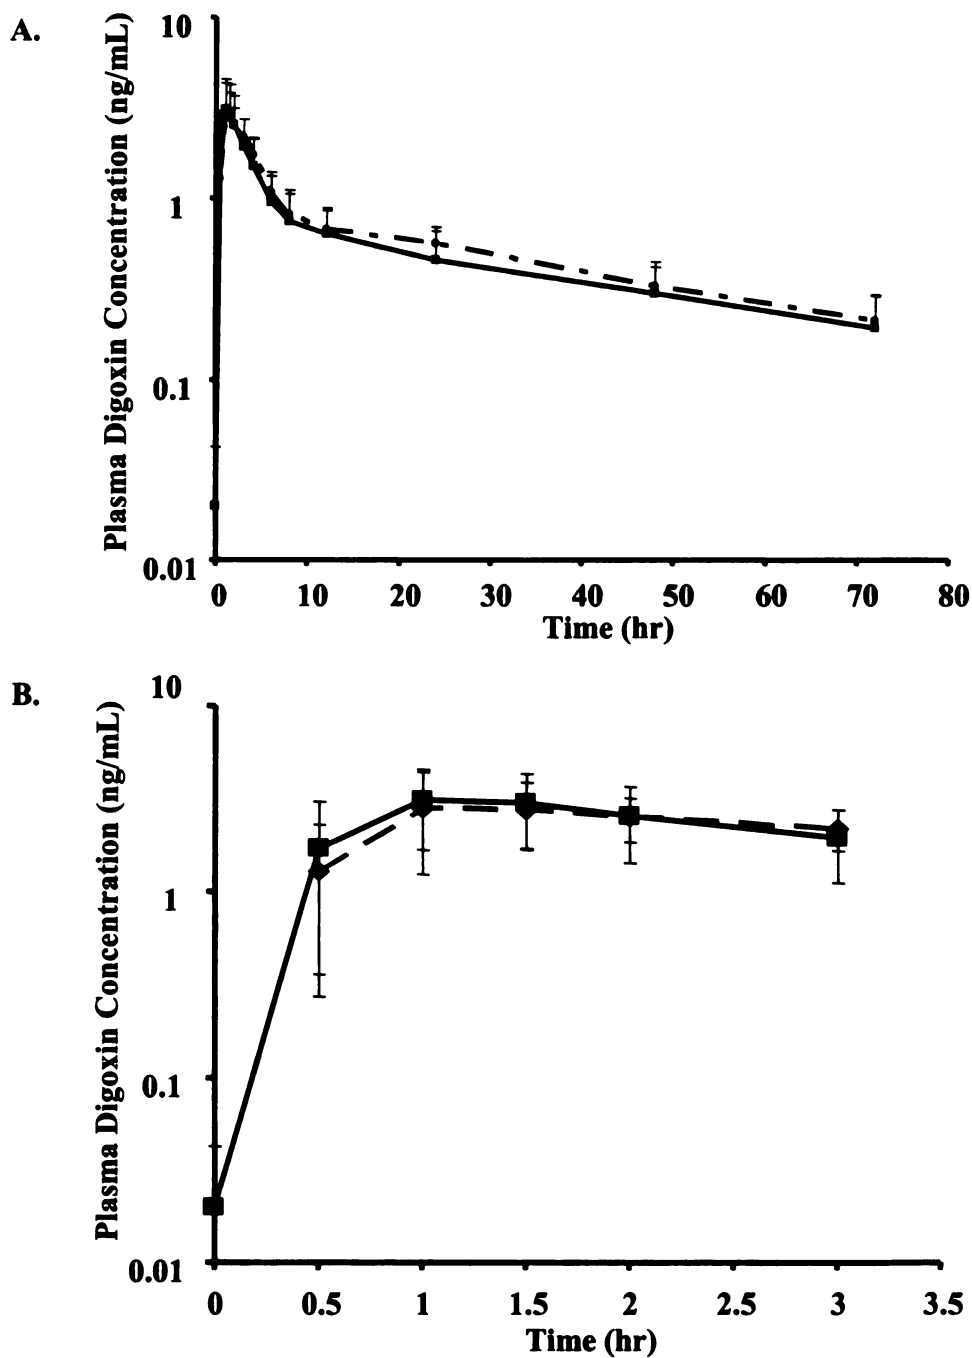 A.
Plasma Digoxin Concentration (ng/mL)
10
1
0.1
0.01
0 10 20 30 40 50 60 70 80
Time (hr)
B.
Plasma Digoxin Concentration (ng/mL)
10
1
0.1
0.01
0 0.5 1 1.5 2 2.5 3 3.5
Time (hr)